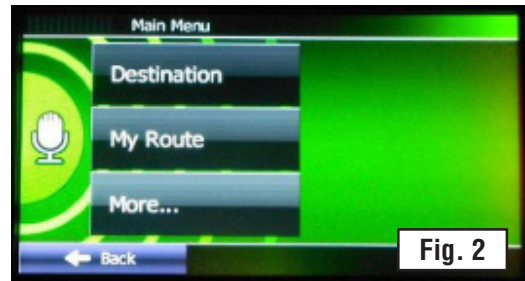 Main Menu
Destination
My Route
More...
Back
Fig. 2